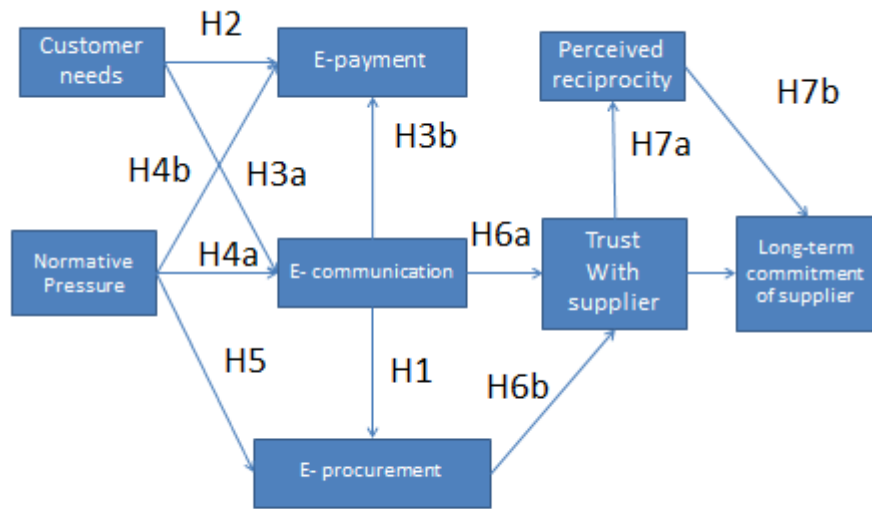 H2
Customer
needs
E-payment
Perceived
reciprocity
H7b
H3b
H7a
H4b
H3a
Normative
Pressure
H4a
E- communication
H6a
Trust
With
supplier
Long-term
commitment
of supplier
H5
H1
H6b
E- procurement